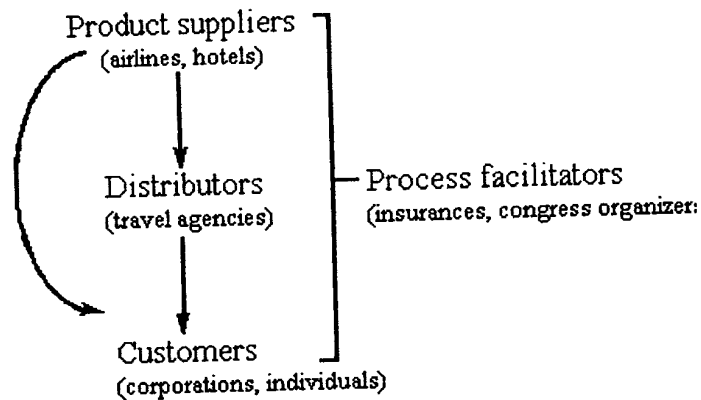 Product suppliers
(airlines, hotels)
Distributors
(travel agencies)
Process facilitators
(insurances, congress organizer:
Customers
(corporations, individuals)